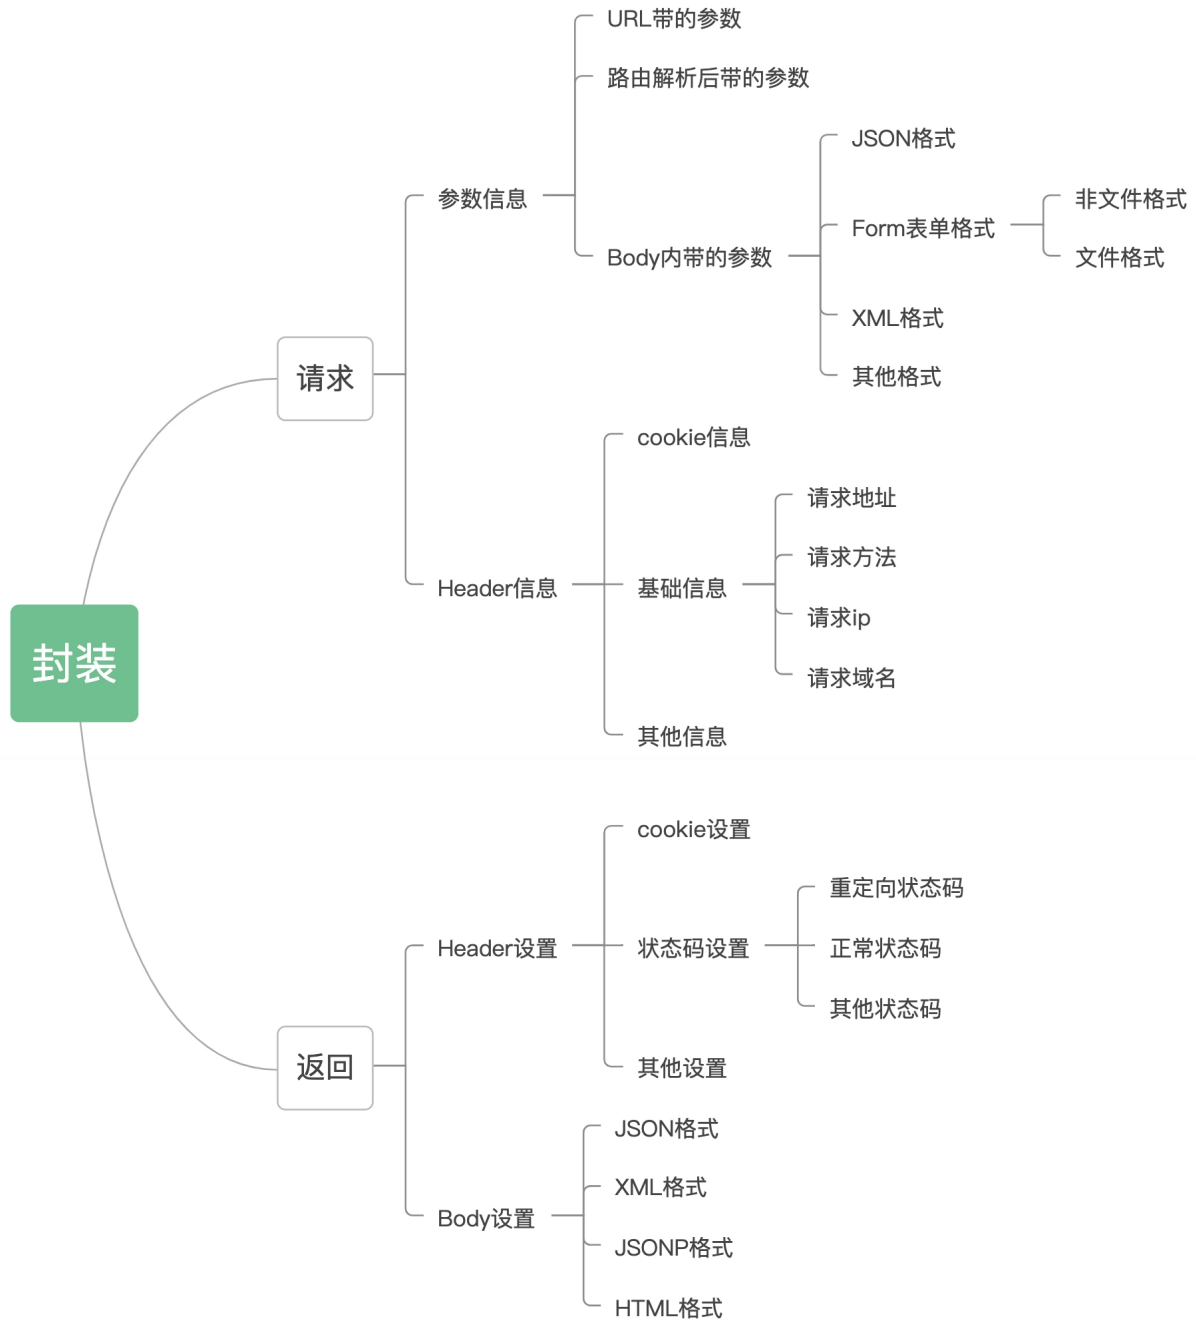 URL带的参数
路由解析后带的参数
JSON格式
参数信息
非文件格式
Form表单格式
Body内带的参数
文件格式
XML格式
请求
其他格式
cookie信息
请求地址
请求方法
Header信息
基础信息
请求ip
封装
请求域名
其他信息
cookie设置
重定向状态码
Header设置
状态码设置
正常状态码
其他状态码
返回
其他设置
JSON格式
XML格式
Body设置
JSONP格式
HTML格式